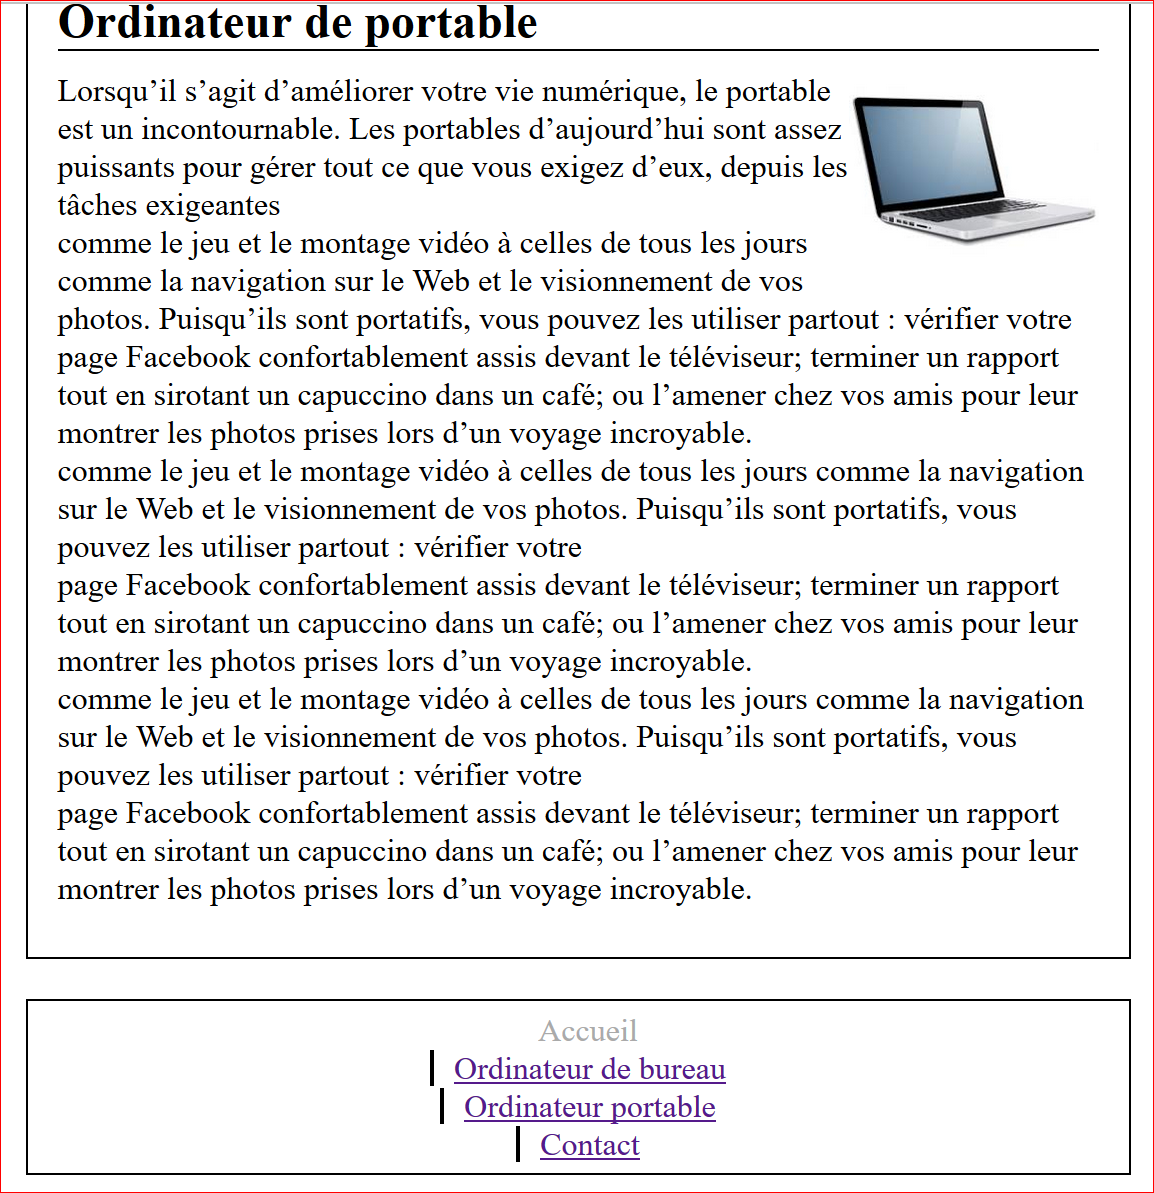 Ordinateur de portable
Lorsqu’il s’agit d’améliorer votre vie numérique, le portable
est un incontournable. Les portables d’aujourd’hui sont assez
puissants pour gérer tout ce que vous exigez d’eux, depuis les
tâches exigeantes
comme le jeu et le montage vidéo à celles de tous les jours
comme la navigation sur le Web et le visionnement de vos
photos. Puisqu’ils sont portatifs, vous pouvez les utiliser partout : vérifier votre
page Facebook confortablement assis devant le téléviseur; terminer un rapport
tout en sirotant un capuccino dans un café; ou l’amener chez vos amis pour leur
montrer les photos prises lors d’un voyage incroyable.
comme le jeu et le montage vidéo à celles de tous les jours comme la navigation
sur le Web et le visionnement de vos photos. Puisqu’ils sont portatifs, vous
pouvez les utiliser partout : vérifier votre
page Facebook confortablement assis devant le téléviseur; terminer un rapport
tout en sirotant un capuccino dans un café; ou l’amener chez vos amis pour leur
montrer les photos prises lors d’un voyage incroyable.
comme le jeu et le montage vidéo à celles de tous les jours comme la navigation
sur le Web et le visionnement de vos photos. Puisqu’ils sont portatifs, vous
pouvez les utiliser partout : vérifier votre
page Facebook confortablement assis devant le téléviseur; terminer un rapport
tout en sirotant un capuccino dans un café; ou l’amener chez vos amis pour leur
montrer les photos prises lors d’un voyage incroyable.
Accueil
Ordinateur de bureau
Ordinateur portable
Contact